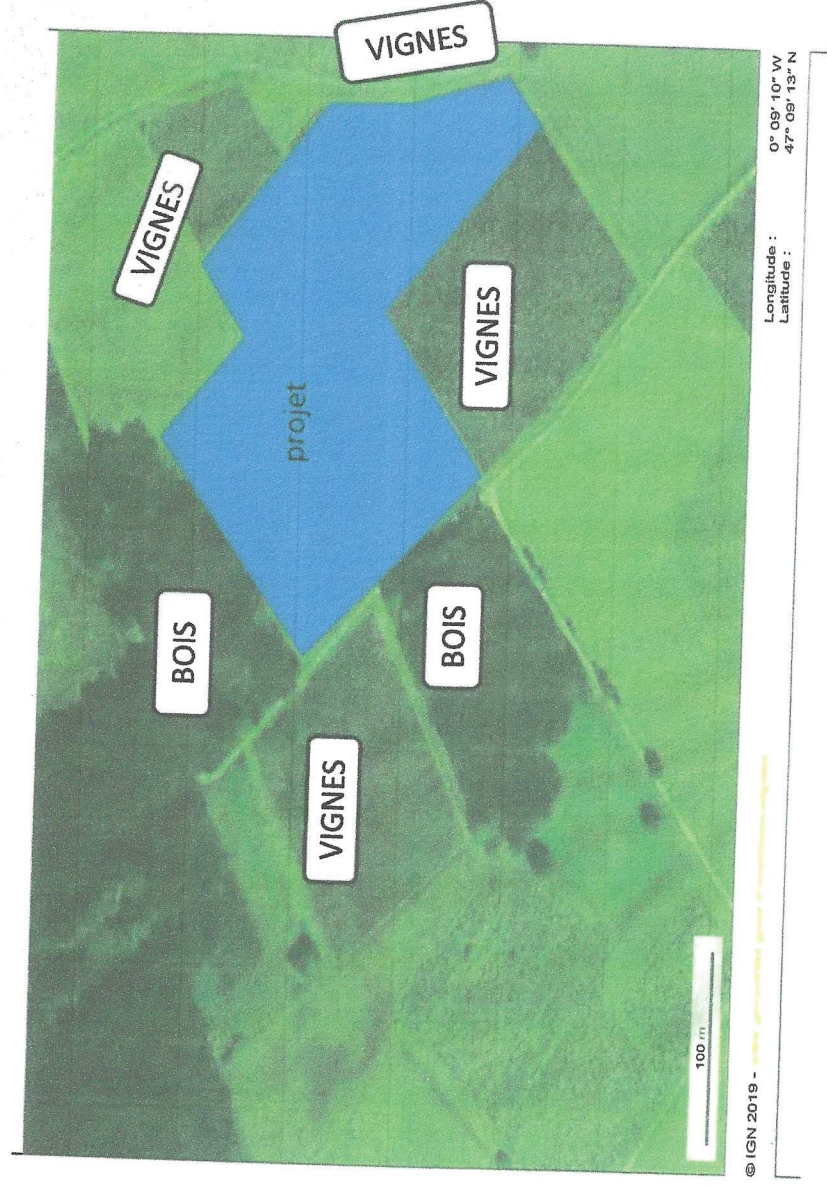 VIGNES
BOIS
projet
VIGNES
VIGNES
BOIS
VIGNES
100 m
© IGN 2019 -
Longitude : 0° 09' 10" W
Latitude : 47° 09' 13" N